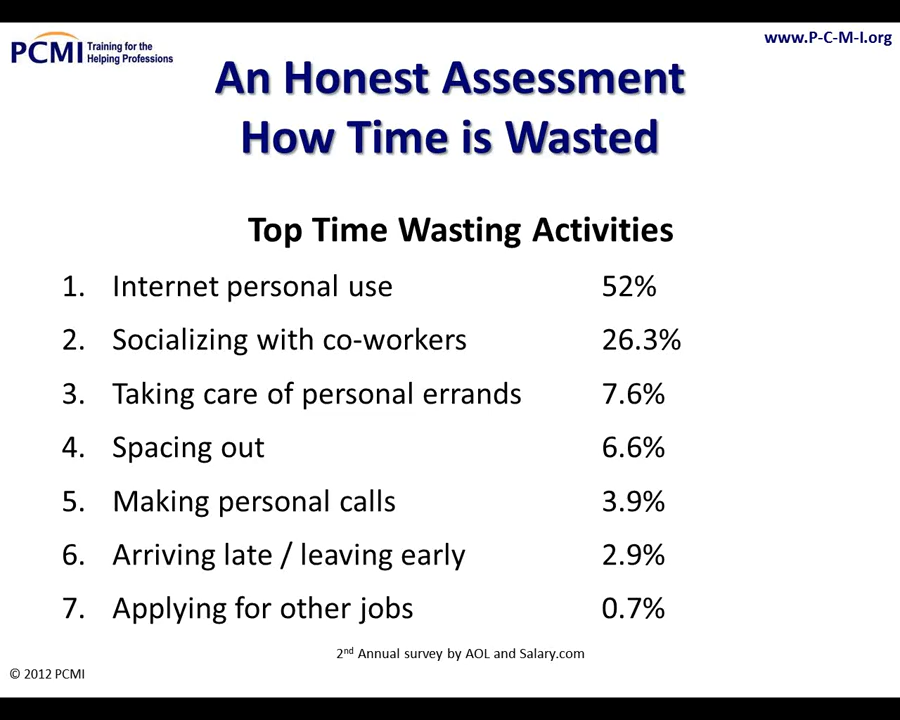 PCMI Training for the
Helping Professions
www.P-C-M-I.org
An Honest Assessment
How Time is Wasted
Top Time Wasting Activities
1. Internet personal use 52%
2. Socializing with co-workers 26.3%
3. Taking care of personal errands 7.6%
4. Spacing out 6.6%
5. Making personal calls 3.9%
6. Arriving late / leaving early 2.9%
7. Applying for other jobs 0.7%
2nd Annual survey by AOL and Salary.com
© 2012 PCMI